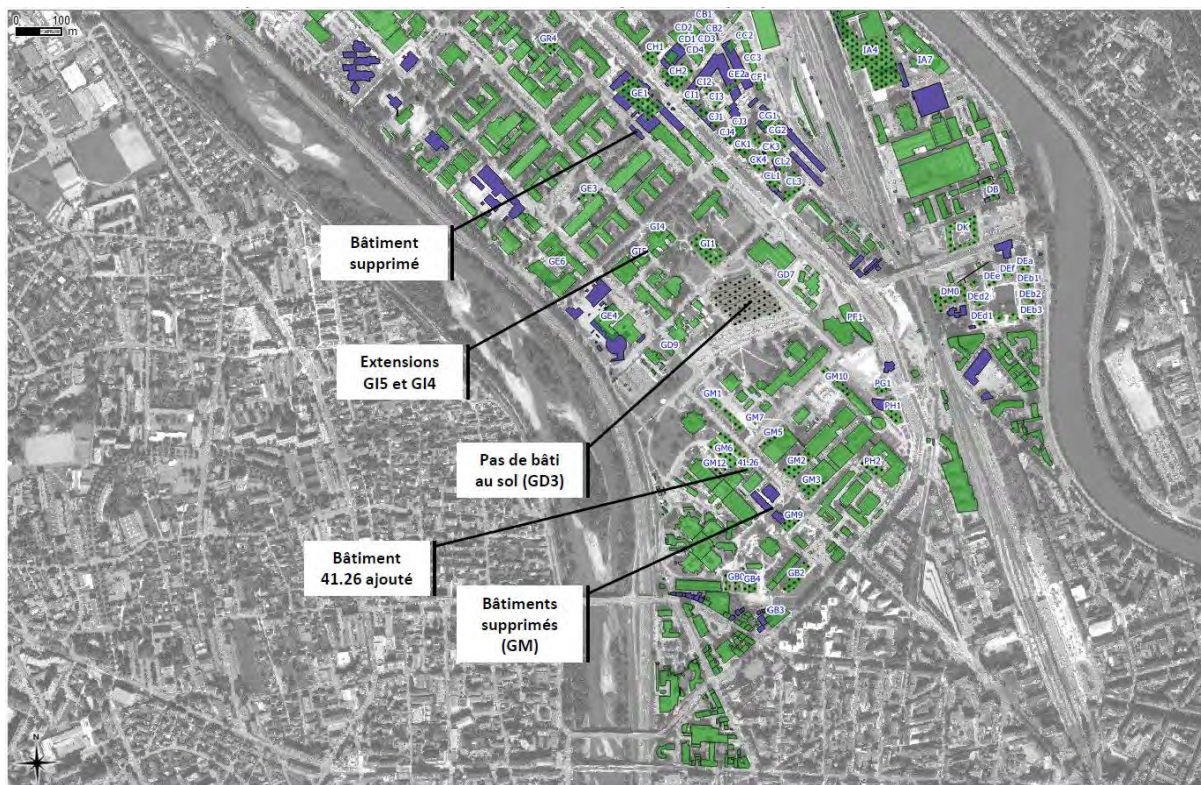 0 100
m
CB1
CD2
CB2
CD1 CD3
CC2
GR4
CH1
CD4
CC3
IA4
IA7
CH2
CE2a
CF1
CI2
GE1
CI1
CI3
CJ1
CJ3
CG1
CJ4
CG2
CK1
CK3
CK4
CL2
CL1
CL3
GE3
DB
GI4
DK
Bâtiment
supprimé
GI1
GI5
GE6
GD7
DEa
DEf
DEe
DEb1
DM0
DEd2
DEb2
GE4
DEd1
DEb3
PF1
GD9
Extensions
GI5 et GI4
GM10
PG1
GM1
PH1
GM7
Pas de bâti
au sol (GD3)
GM5
GM6
GM12
41.26
GM2
PH2
GM3
GM9
Bâtiment
41.26 ajouté
GB2
GB4
Bâtiments
supprimés
(GM)
GB3
N